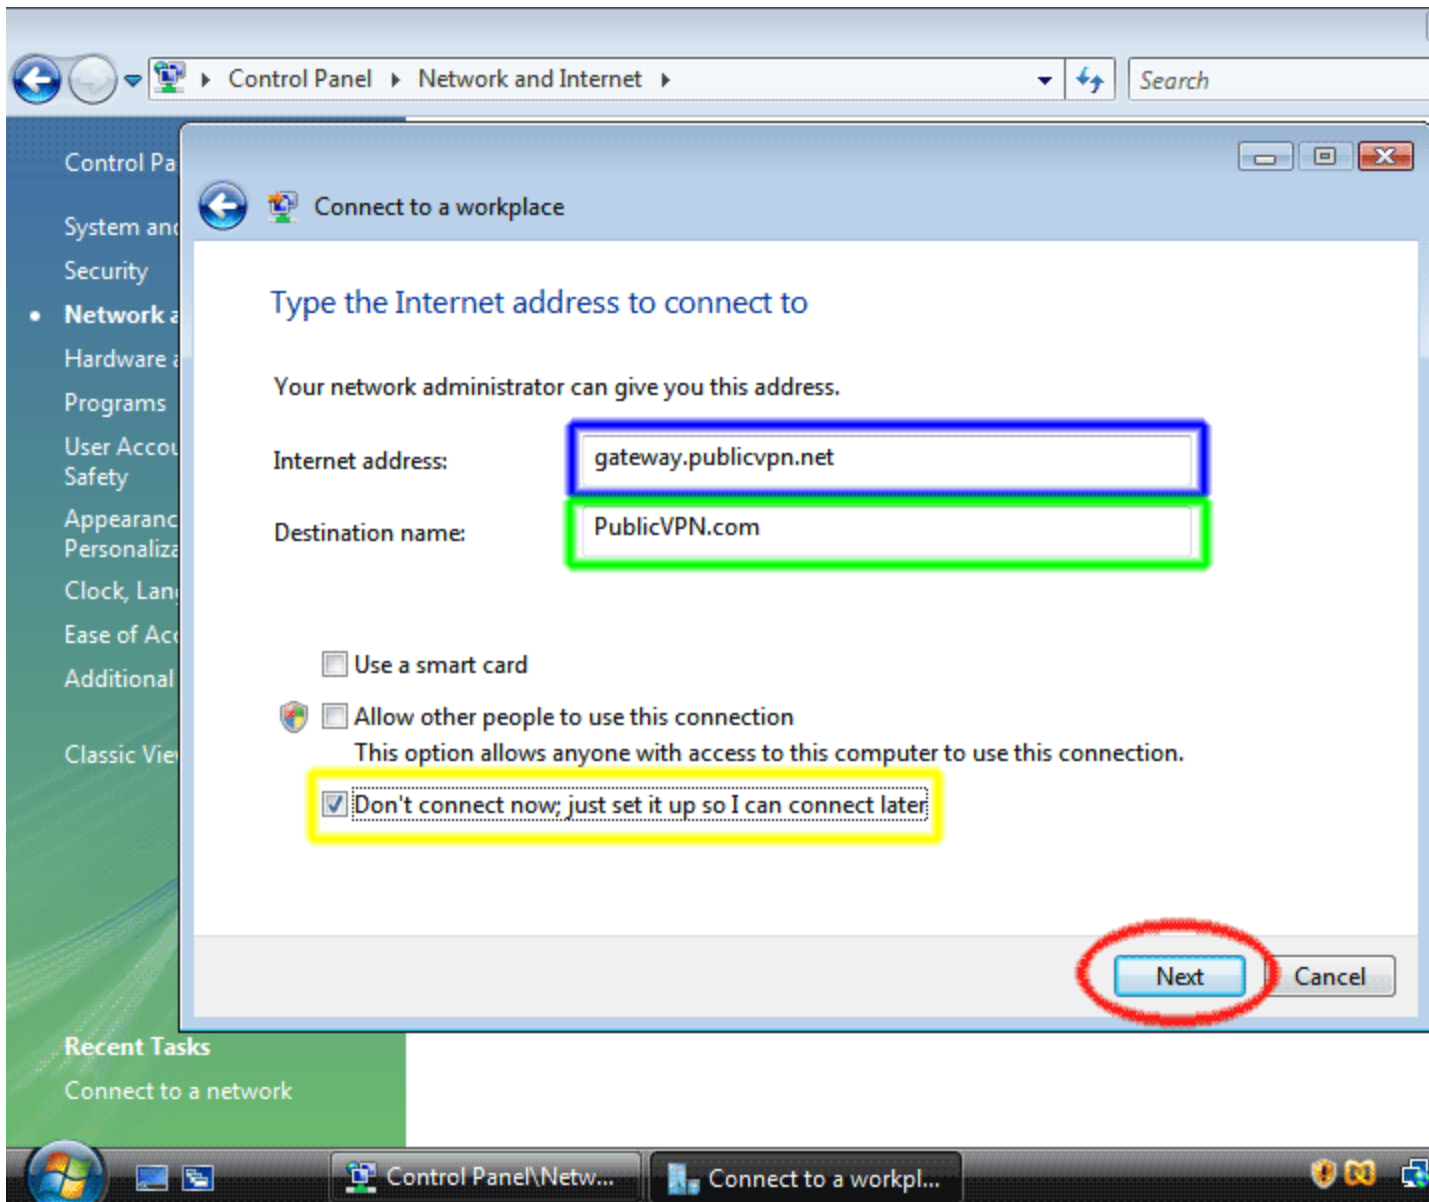 Control Panel
Network and Internet
Search
Control Pa
System and
Security
Network a
Hardware a
Programs
User Accou
Safety
Appearanc
Personaliza
Clock, Lan
Ease of Acc
Additional
Classic Vie
Recent Tasks
Connect to a network
Connect to a workplace
Type the Internet address to connect to
Your network administrator can give you this address.
Internet address:
gateway.publicvpn.net
Destination name:
PublicVPN.com
Use a smart card
Allow other people to use this connection
This option allows anyone with access to this computer to use this connection.
Don't connect now; just set it up so I can connect later
Next
Cancel
Control Panel\Netw...
Connect to a workpl...